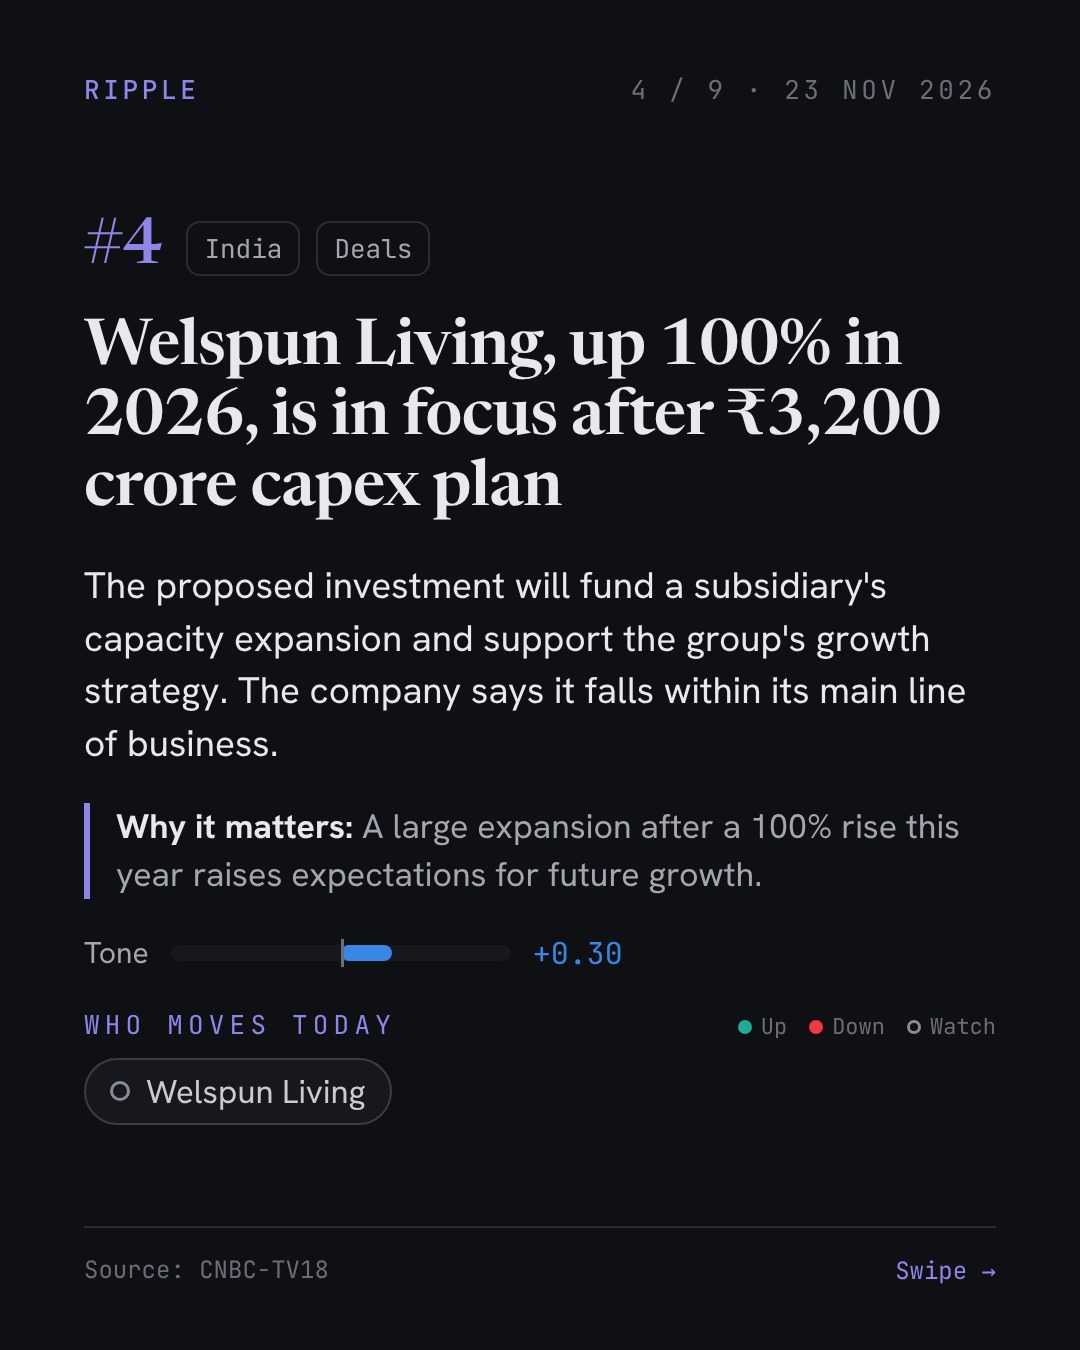 RIPPLE
4 / 9 · 23 NOV 2026
#4 India Deals
Welspun Living, up 100% in
2026, is in focus after ₹3,200
crore capex plan
The proposed investment will fund a subsidiary's
capacity expansion and support the group's growth
strategy. The company says it falls within its main line
of business.
Why it matters: A large expansion after a 100% rise this
year raises expectations for future growth.
Tone +0.30
WHO MOVES TODAY
Up Down Watch
Welspun Living
Source: CNBC-TV18
Swipe →